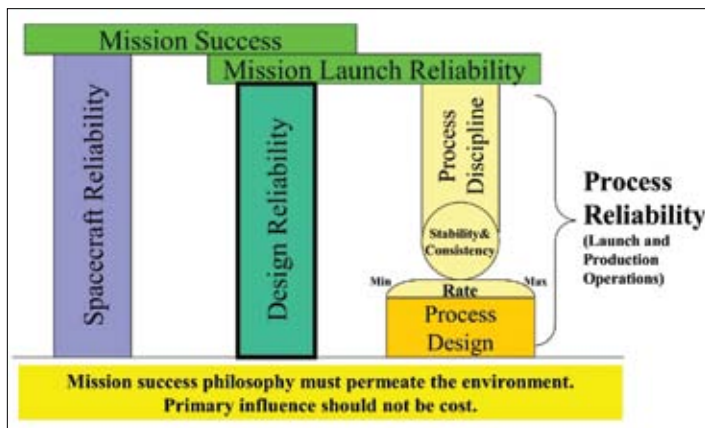 Mission Success
Mission Launch Reliability
Spacecraft Reliability
Design Reliability
Process
Discipline
Stability&
Consistency
Min
Max
Rate
Process
Design
Process
Reliability
(Launch and
Production
Operations)
Mission success philosophy must permeate the environment.
Primary influence should not be cost.